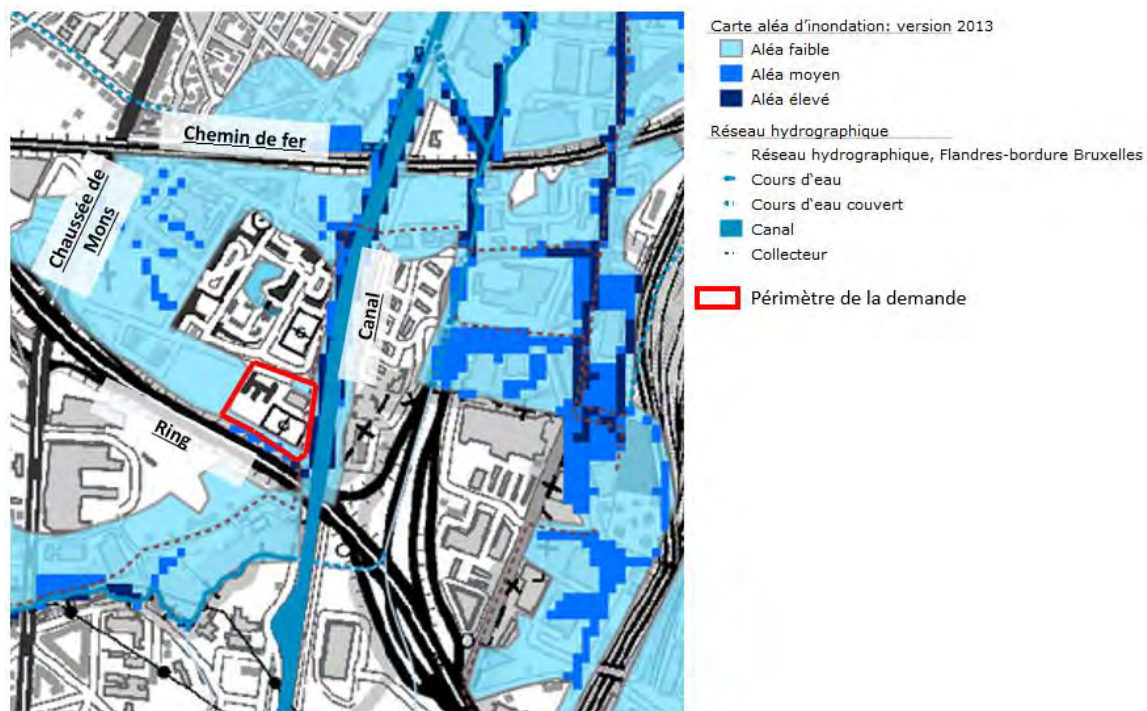 Carte aléa d'inondation: version 2013
Aléa faible
Aléa moyen
Aléa élevé
Réseau hydrographique
Réseau hydrographique, Flandres-bordure Bruxelles
Cours d'eau
Cours d'eau couvert
Canal
Collecteur
Périmètre de la demande
Chemin de fer
Chaussée de
Mons
Canal
Ring